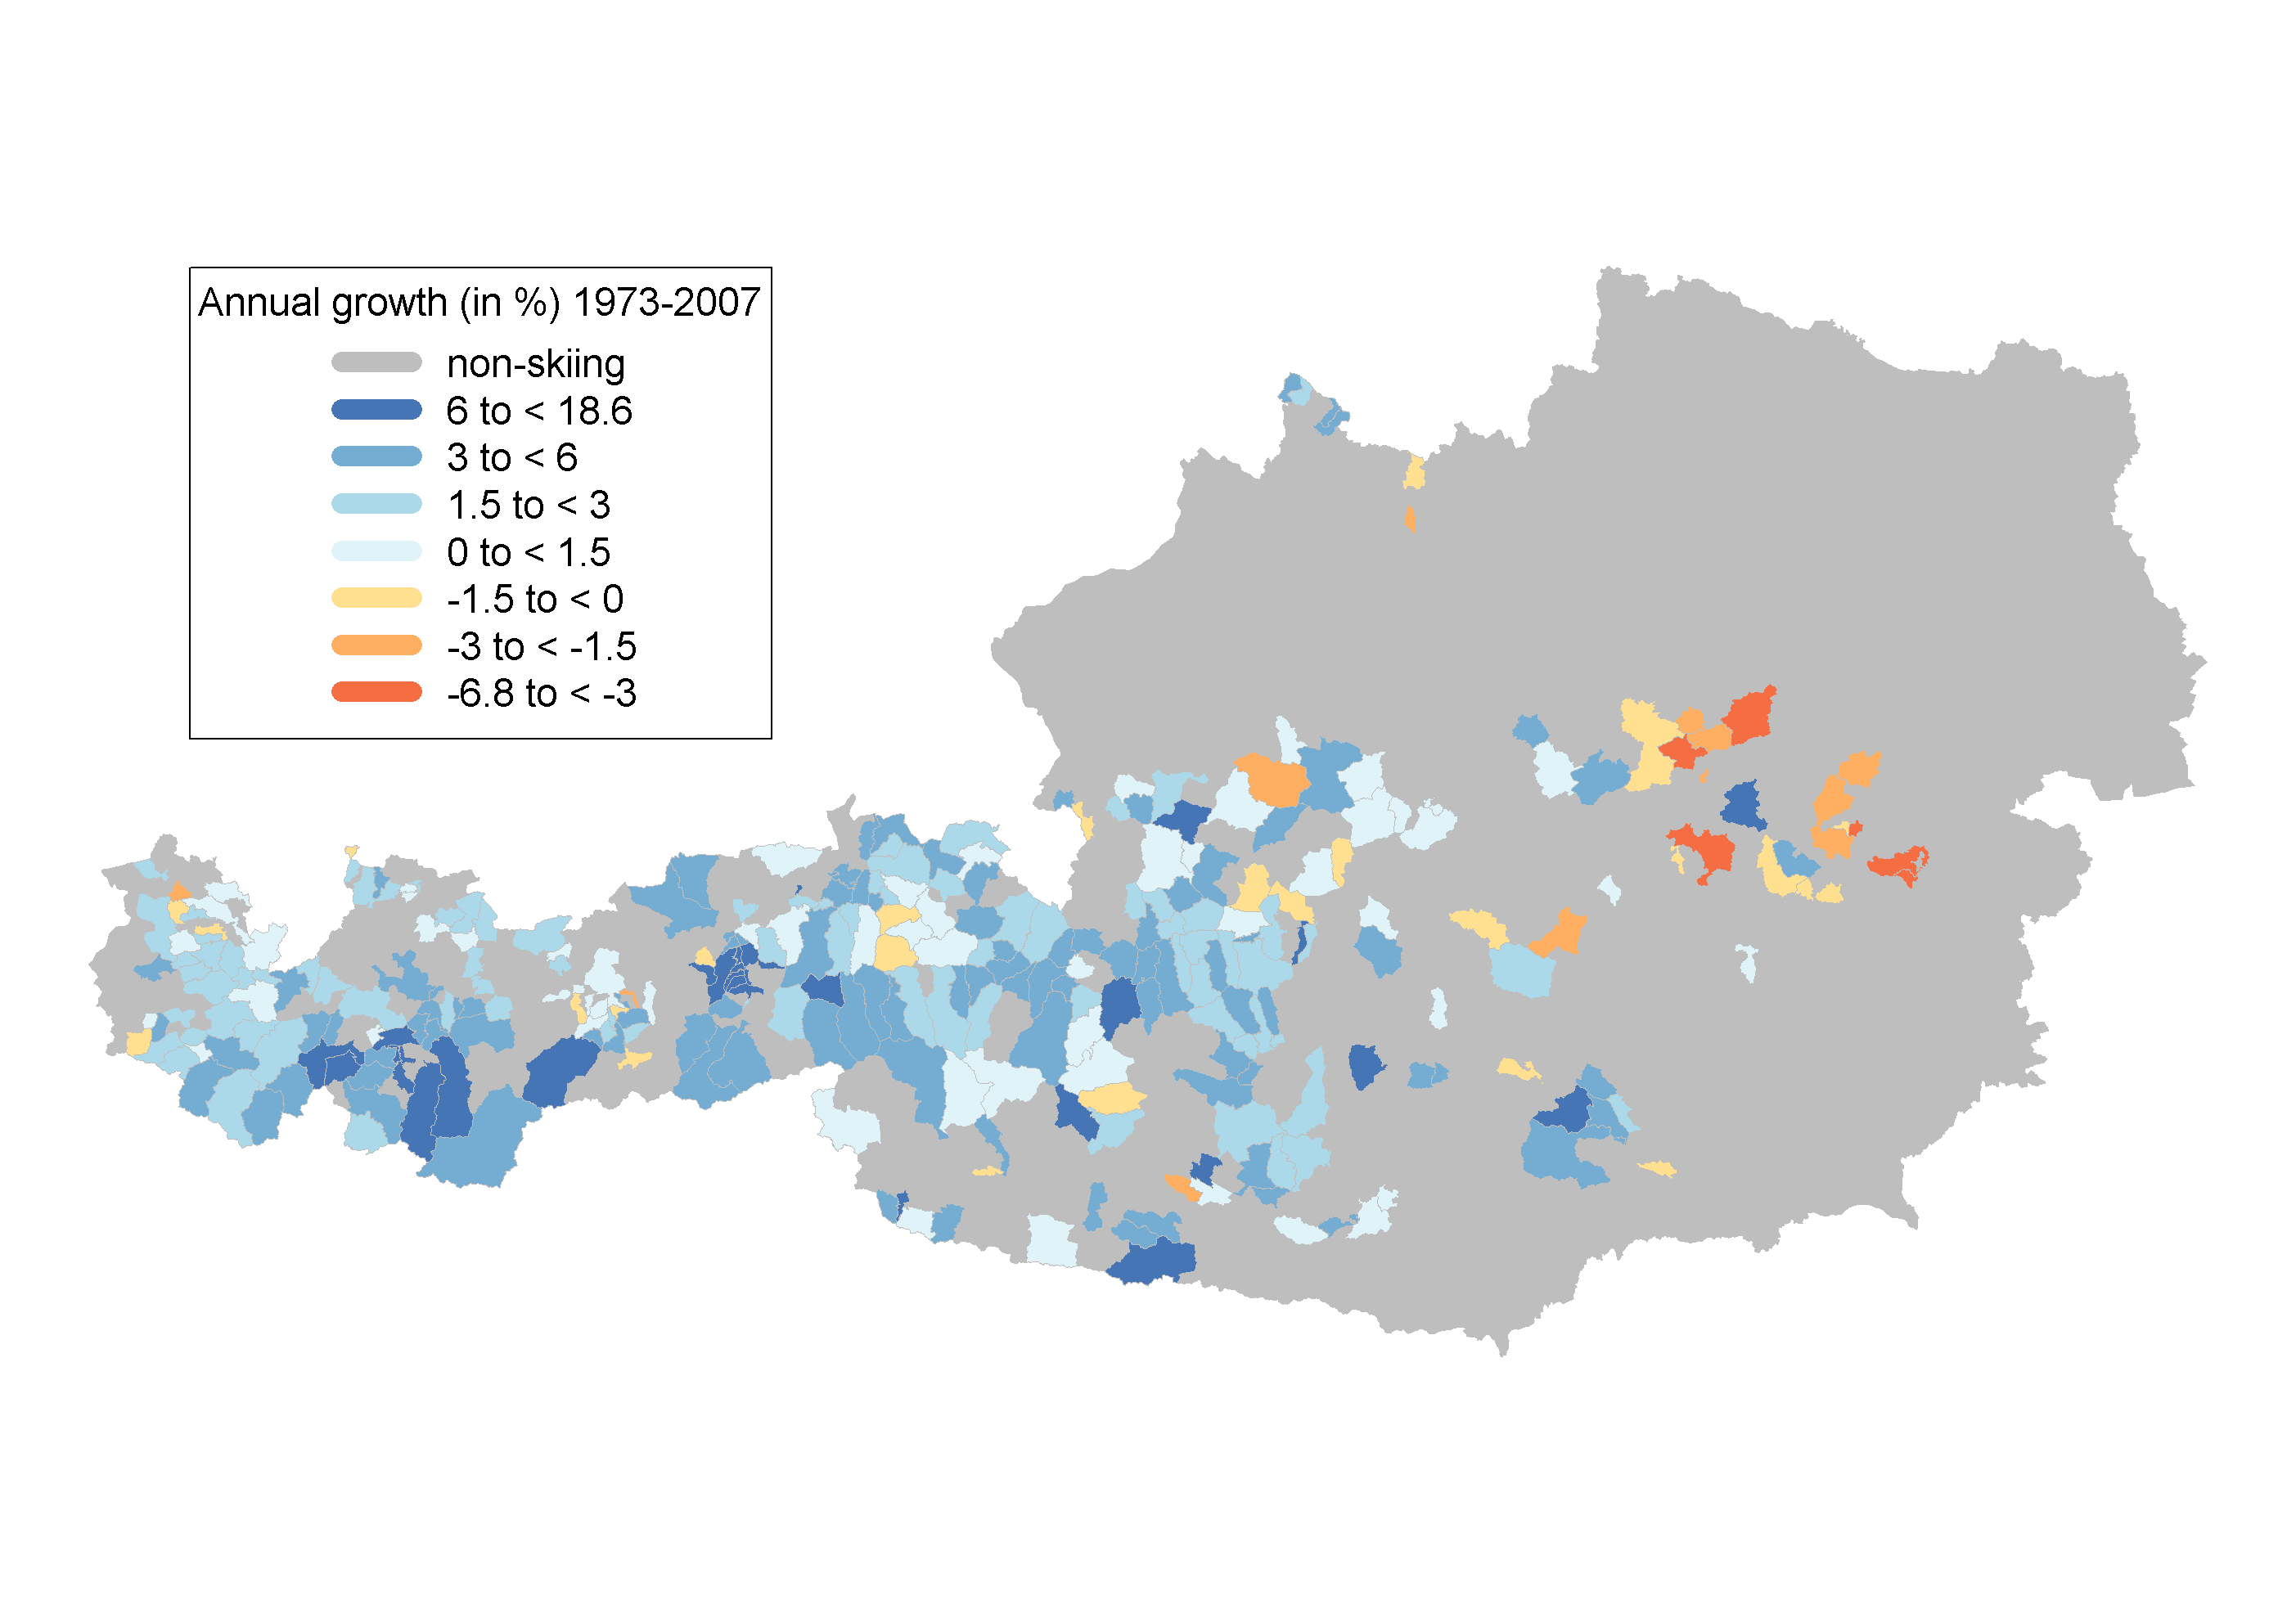 Annual growth (in %) 1973-2007
non-skiing
6 to < 18.6
3 to < 6
1.5 to < 3
0 to < 1.5
-1.5 to < 0
-3 to < -1.5
-6.8 to < -3